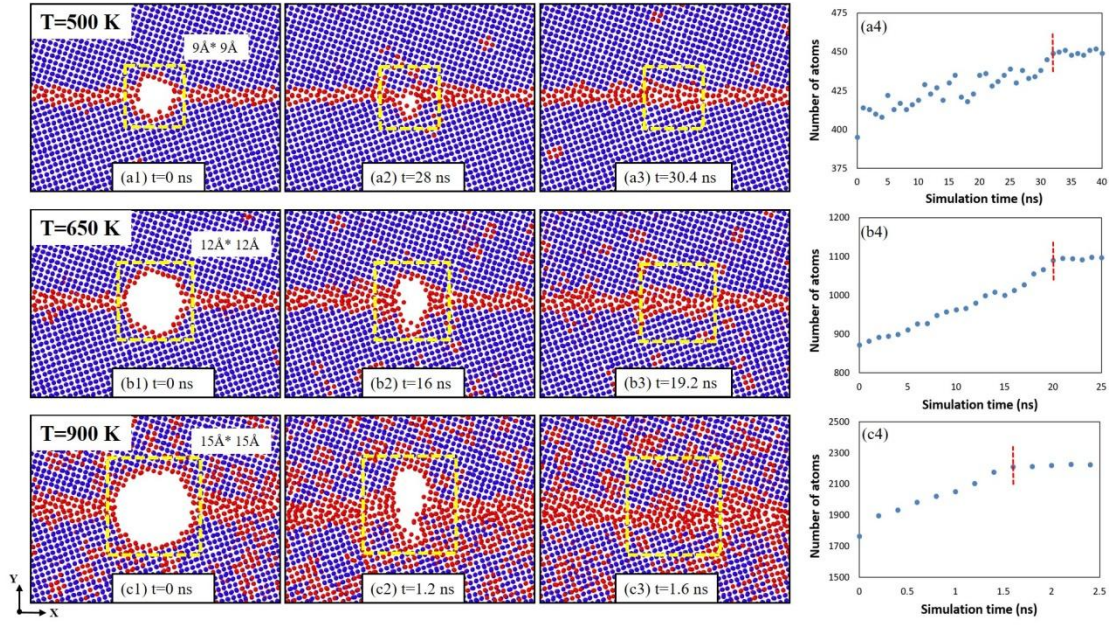 T=500 K
9Å* 9Å
(a1) t=0 ns
(a2) t=28 ns
(a3) t=30.4 ns
(a4)
Number of atoms
475
450
425
400
375
0 5 10 15 20 25 30 35 40
Simulation time (ns)
T=650 K
12Å* 12Å
(b1) t=0 ns
(b2) t=16 ns
(b3) t=19.2 ns
(b4)
Number of atoms
1200
1100
1000
900
800
0 5 10 15 20 25
Simulation time (ns)
T=900 K
15Å* 15Å
(c1) t=0 ns
(c2) t=1.2 ns
(c3) t=1.6 ns
(c4)
Number of atoms
2500
2300
2100
1900
1700
1500
0 0.5 1 1.5 2 2.5
Simulation time (ns)
Y
X